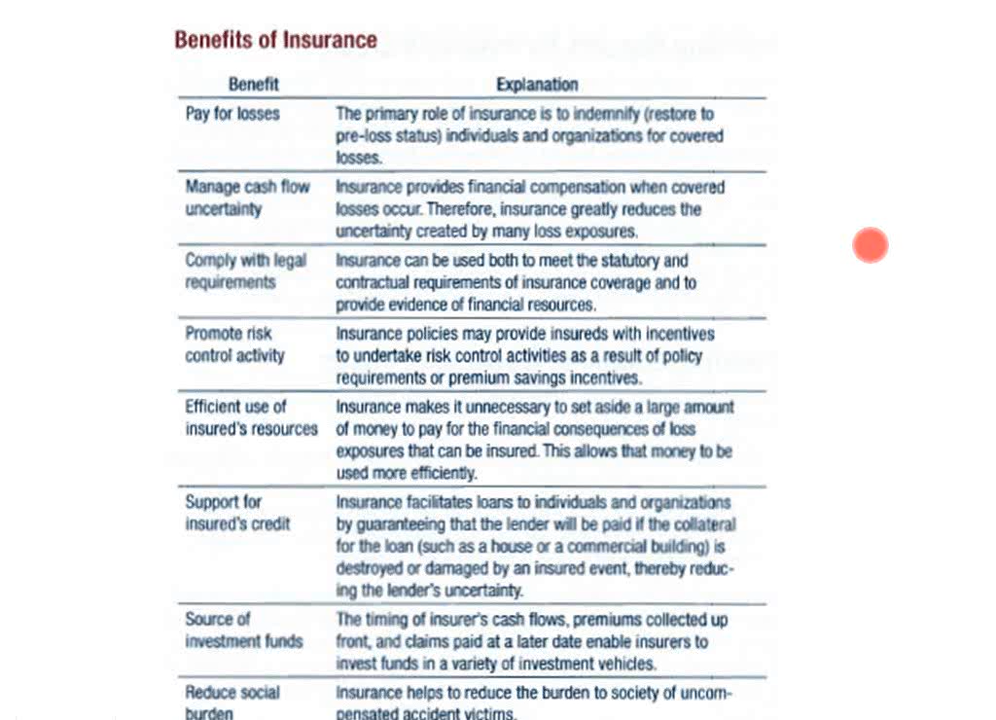 Benefits of Insurance
Benefit Explanation
Pay for losses The primary role of insurance is to indemnify (restore to
pre-loss status) individuals and organizations for covered
losses.
Manage cash flow Insurance provides financial compensation when covered
uncertainty losses occur. Therefore, insurance greatly reduces the
uncertainty created by many loss exposures.
Comply with legal Insurance can be used both to meet the statutory and
requirements contractual requirements of insurance coverage and to
provide evidence of financial resources.
Promote risk Insurance policies may provide insureds with incentives
control activity to undertake risk control activities as a result of policy
requirements or premium savings incentives.
Efficient use of Insurance makes it unnecessary to set aside a large amount
insured's resources of money to pay for the financial consequences of loss
exposures that can be insured. This allows that money to be
used more efficiently.
Support for Insurance facilitates loans to individuals and organizations
insured's credit by guaranteeing that the lender will be paid if the collateral
for the loan (such as a house or a commercial building) is
destroyed or damaged by an insured event, thereby reduc-
ing the lender's uncertainty.
Source of The timing of insurer's cash flows, premiums collected up
investment funds front, and claims paid at a later date enable insurers to
invest funds in a variety of investment vehicles.
Reduce social Insurance helps to reduce the burden to society of uncom-
burden pensated accident victims.